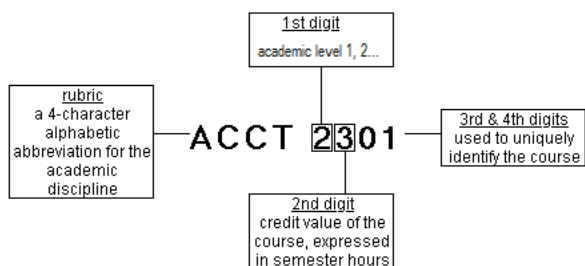 1st digit
academic level 1, 2...
rubric
a 4-character
alphabetic
abbreviation for the
academic
discipline
ACCT 2301
3rd & 4th digits
used to uniquely
identify the course
2nd digit
credit value of the
course, expressed
in semester hours